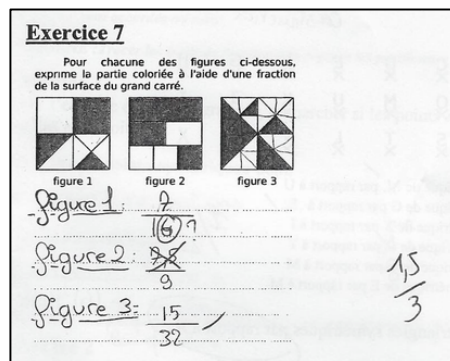 Exercice 7
Pour chacune des figures ci-dessous,
exprime la partie coloriée à l'aide d'une fraction
de la surface du grand carré.
figure 1 figure 2 figure 3
figure 1: 7
figure 2:
9
figure 3= 15
32
1,5
3